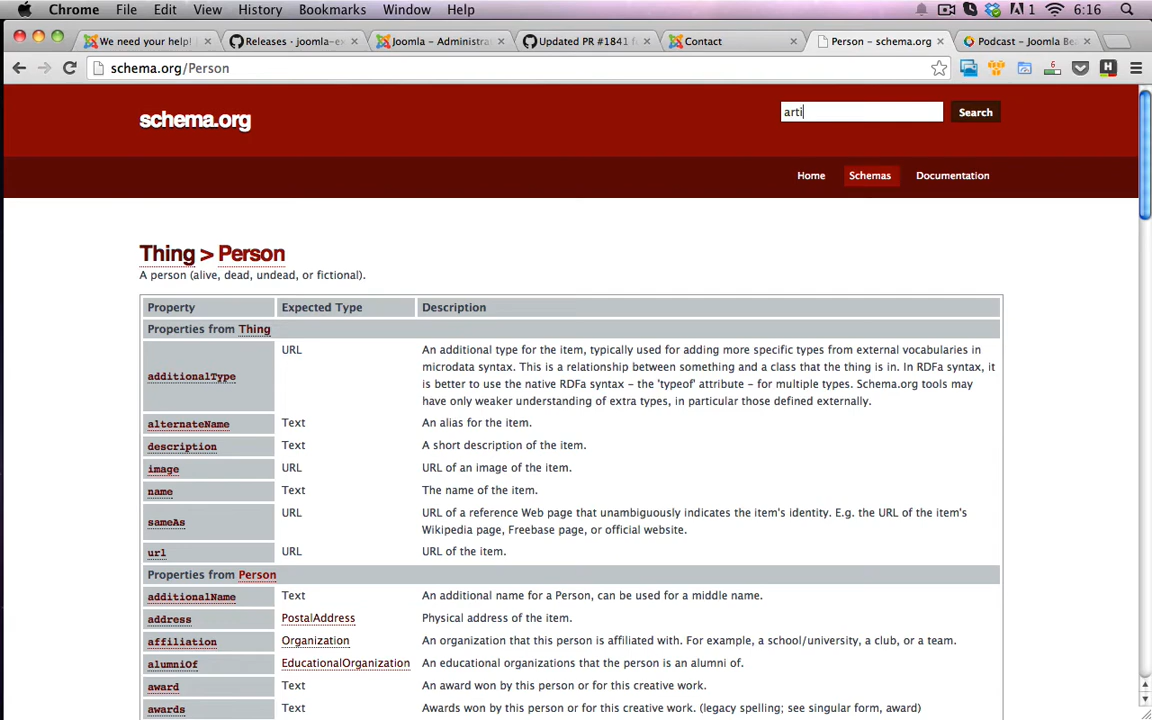 Chrome File Edit View History Bookmarks Window Help 1 6:16
We need your help! Releases · joomla-ex Joomla – Administra Updated PR #1841 f Contact Person – schema.org Podcast – Joomla Be
schema.org/Person 6 H
schema.org
arti Search
Home Schemas Documentation
Thing > Person
A person (alive, dead, undead, or fictional).
Property Expected Type Description
Properties from Thing
additionalType URL An additional type for the item, typically used for adding more specific types from external vocabularies in
microdata syntax. This is a relationship between something and a class that the thing is in. In RDFa syntax, it
is better to use the native RDFa syntax – the 'typeof' attribute – for multiple types. Schema.org tools may
have only weaker understanding of extra types, in particular those defined externally.
alternateName Text An alias for the item.
description Text A short description of the item.
image URL URL of an image of the item.
name Text The name of the item.
sameAs URL URL of a reference Web page that unambiguously indicates the item's identity. E.g. the URL of the item's
Wikipedia page, Freebase page, or official website.
url URL URL of the item.
Properties from Person
additionalName Text An additional name for a Person, can be used for a middle name.
address PostalAddress Physical address of the item.
affiliation Organization An organization that this person is affiliated with. For example, a school/university, a club, or a team.
alumniOf EducationalOrganization An educational organizations that the person is an alumni of.
award Text An award won by this person or for this creative work.
awards Text Awards won by this person or for this creative work. (legacy spelling; see singular form, award)